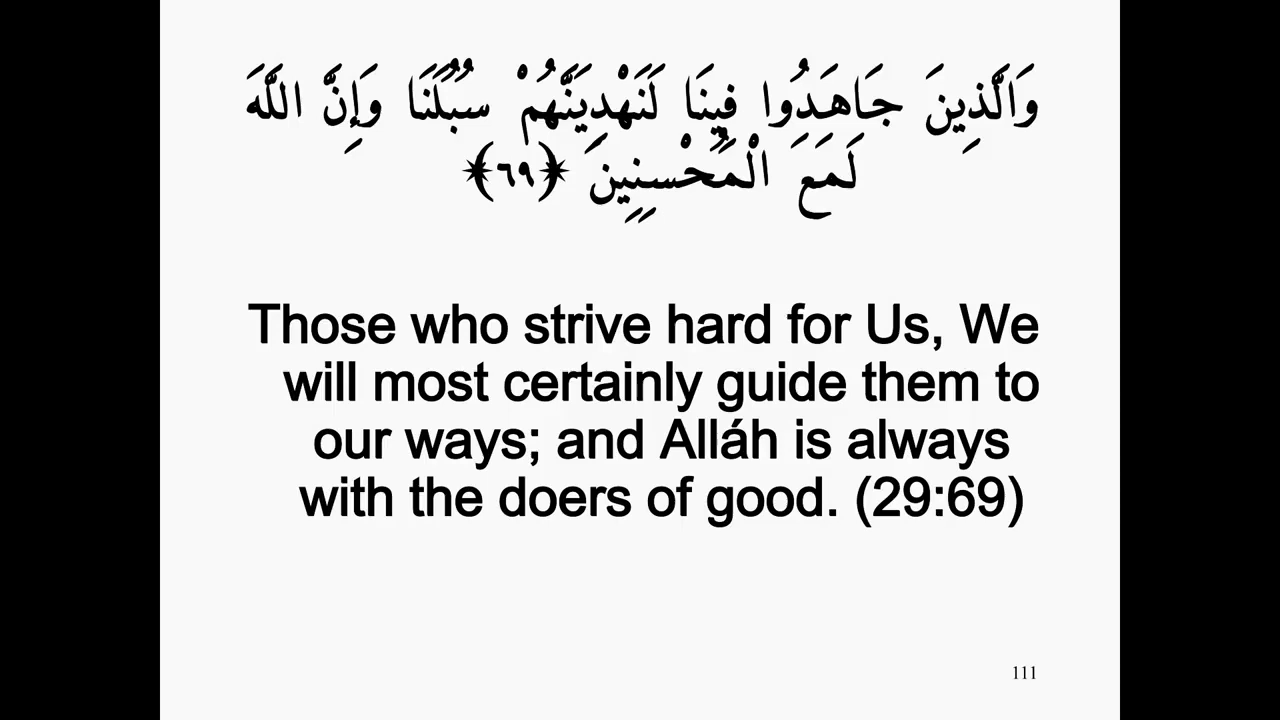 وَالَّذِينَ جَاهَدُوا فِينَا لَنَهْدِيَنَّهُمْ سُبُلَنَا وَإِنَّ اللَّهَ
لَمَعَ الْمُحْسِنِينَ ﴿٦٩﴾
Those who strive hard for Us, We
will most certainly guide them to
our ways; and Alláh is always
with the doers of good. (29:69)
111